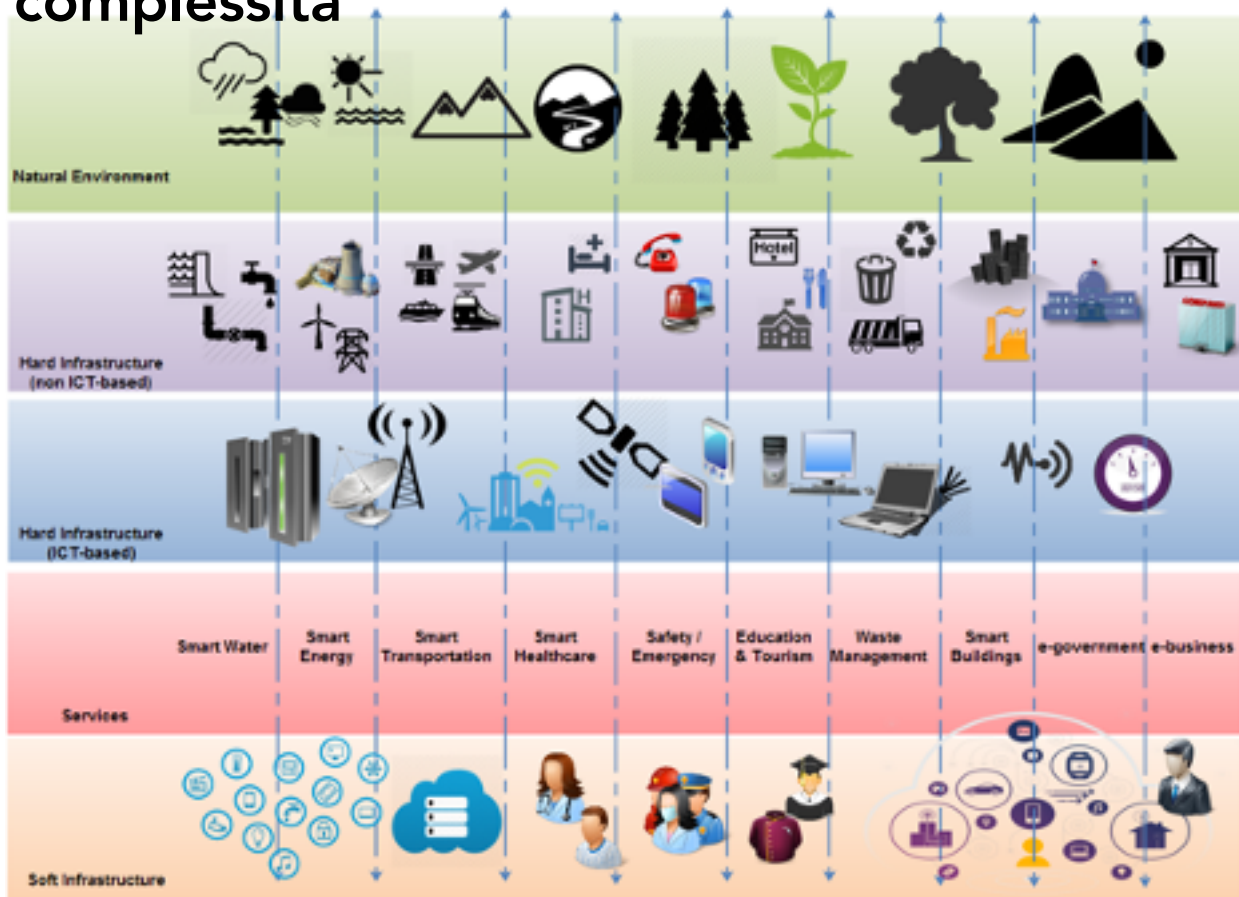 complessità
Natural Environment
Hotel
H
COMPANY
Hard Infrastructure
(non ICT-based)
Hard Infrastructure
(ICT-based)
Smart Water
Smart
Energy
Smart
Transportation
Smart
Healthcare
Safety /
Emergency
Education
& Tourism
Waste
Management
Smart
Buildings
e-government
e-business
Services
Soft Infrastructure